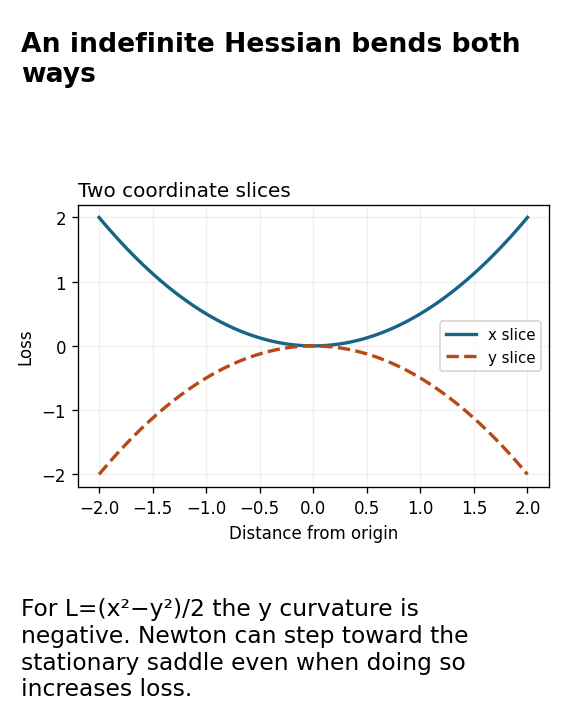 An indefinite Hessian bends both
ways
Two coordinate slices
2
1
0
−1
−2
Loss
x slice
y slice
−2.0 −1.5 −1.0 −0.5 0.0 0.5 1.0 1.5 2.0
Distance from origin
For L=(x²−y²)/2 the y curvature is
negative. Newton can step toward the
stationary saddle even when doing so
increases loss.